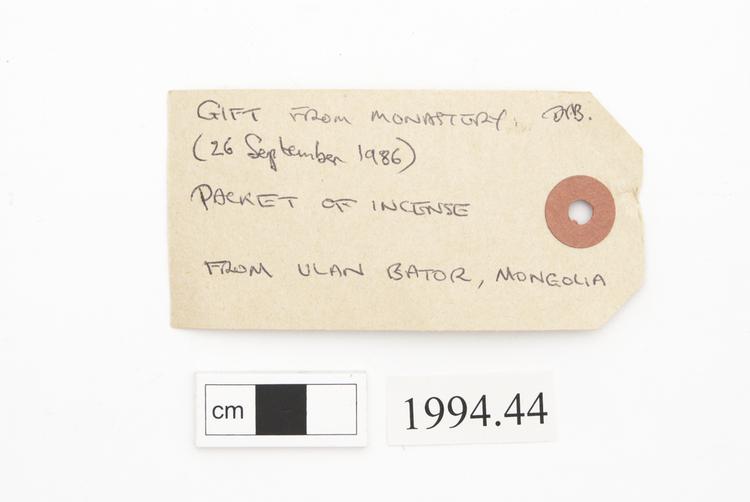 GIFT FROM MONASTERY.
(26 September 1986)
PACKET OF INCENSE
FROM ULAN BATOR, MONGOLIA
cm
1994.44